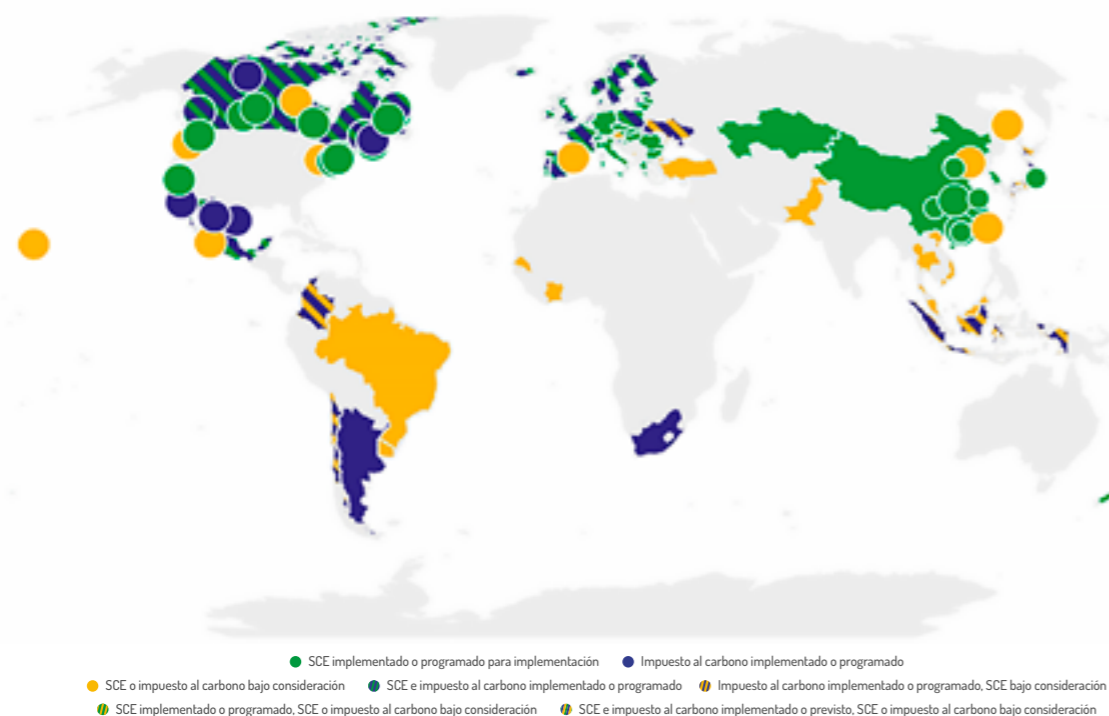 SCE implementado o programado para implementación Impuesto al carbono implementado o programado
SCE o impuesto al carbono bajo consideración SCE e impuesto al carbono implementado o programado Impuesto al carbono implementado o programado, SCE bajo consideración
SCE implementado o programado, SCE o impuesto al carbono bajo consideración SCE e impuesto al carbono implementado o previsto, SCE o impuesto al carbono bajo consideración